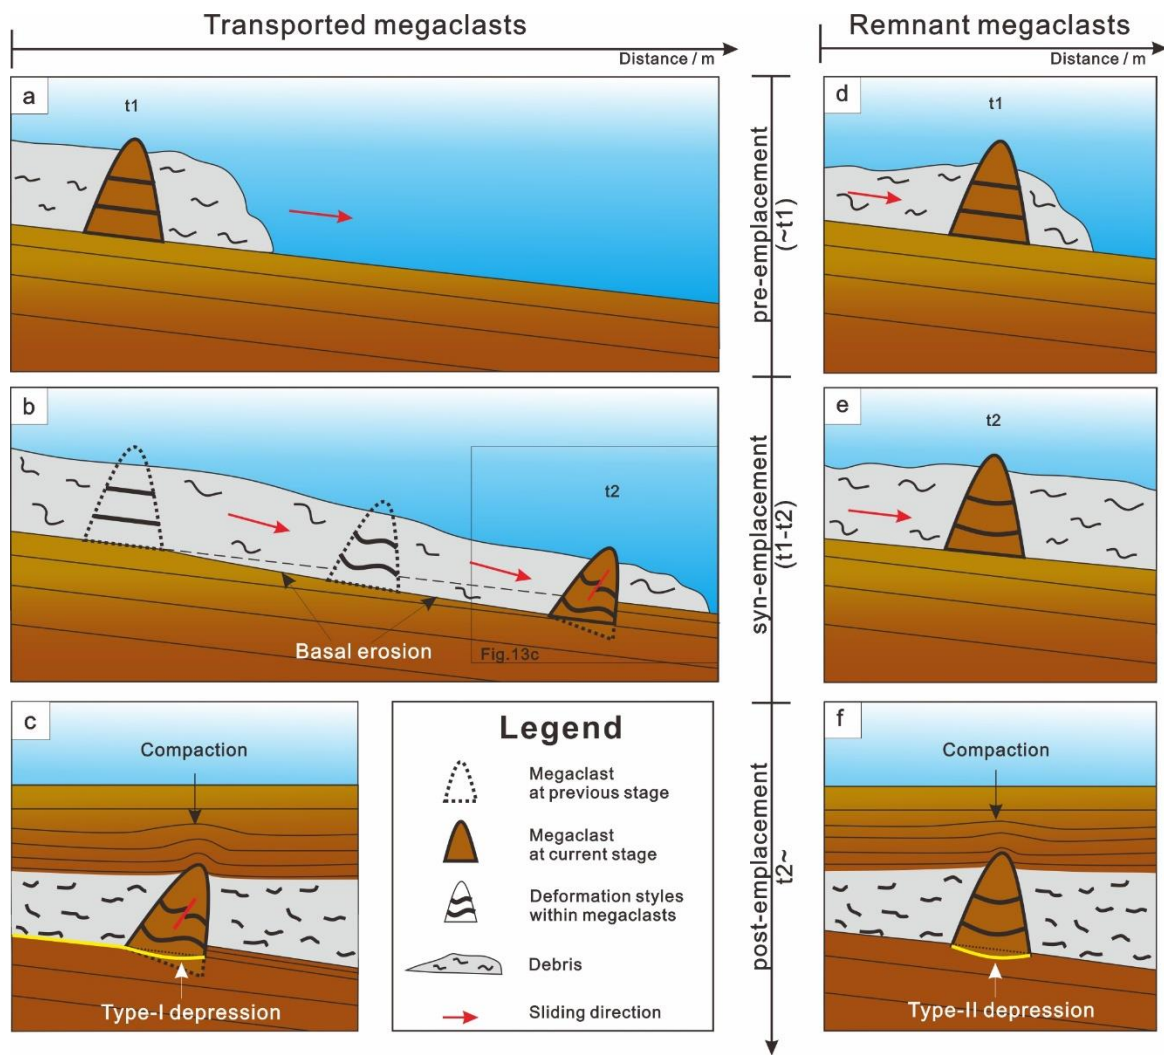 Transported megaclasts
Remnant megaclasts
Distance / m
Distance / m
a
t1
d
t1
pre-emplacement
(~t1)
b
t2
Basal erosion
Fig.13c
e
t2
syn-emplacement
(t1-t2)
c
Compaction
Type-I depression
Legend
Megaclast
at previous stage
Megaclast
at current stage
Deformation styles
within megaclasts
Debris
Sliding direction
post-emplacement
t2~
f
Compaction
Type-II depression